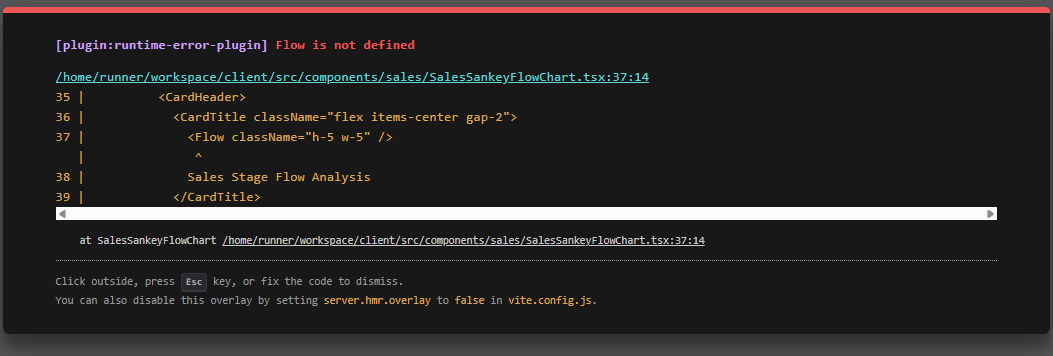 [plugin:runtime-error-plugin] Flow is not defined
/home/runner/workspace/client/src/components/sales/SalesSankeyFlowChart.tsx:37:14
35 |          <CardHeader>
36 |            <CardTitle className="flex items-center gap-2">
37 |              <Flow className="h-5 w-5" />
   |               ^
38 |              Sales Stage Flow Analysis
39 |            </CardTitle>
at SalesSankeyFlowChart /home/runner/workspace/client/src/components/sales/SalesSankeyFlowChart.tsx:37:14
Click outside, press Esc key, or fix the code to dismiss.
You can also disable this overlay by setting server.hmr.overlay to false in vite.config.js.